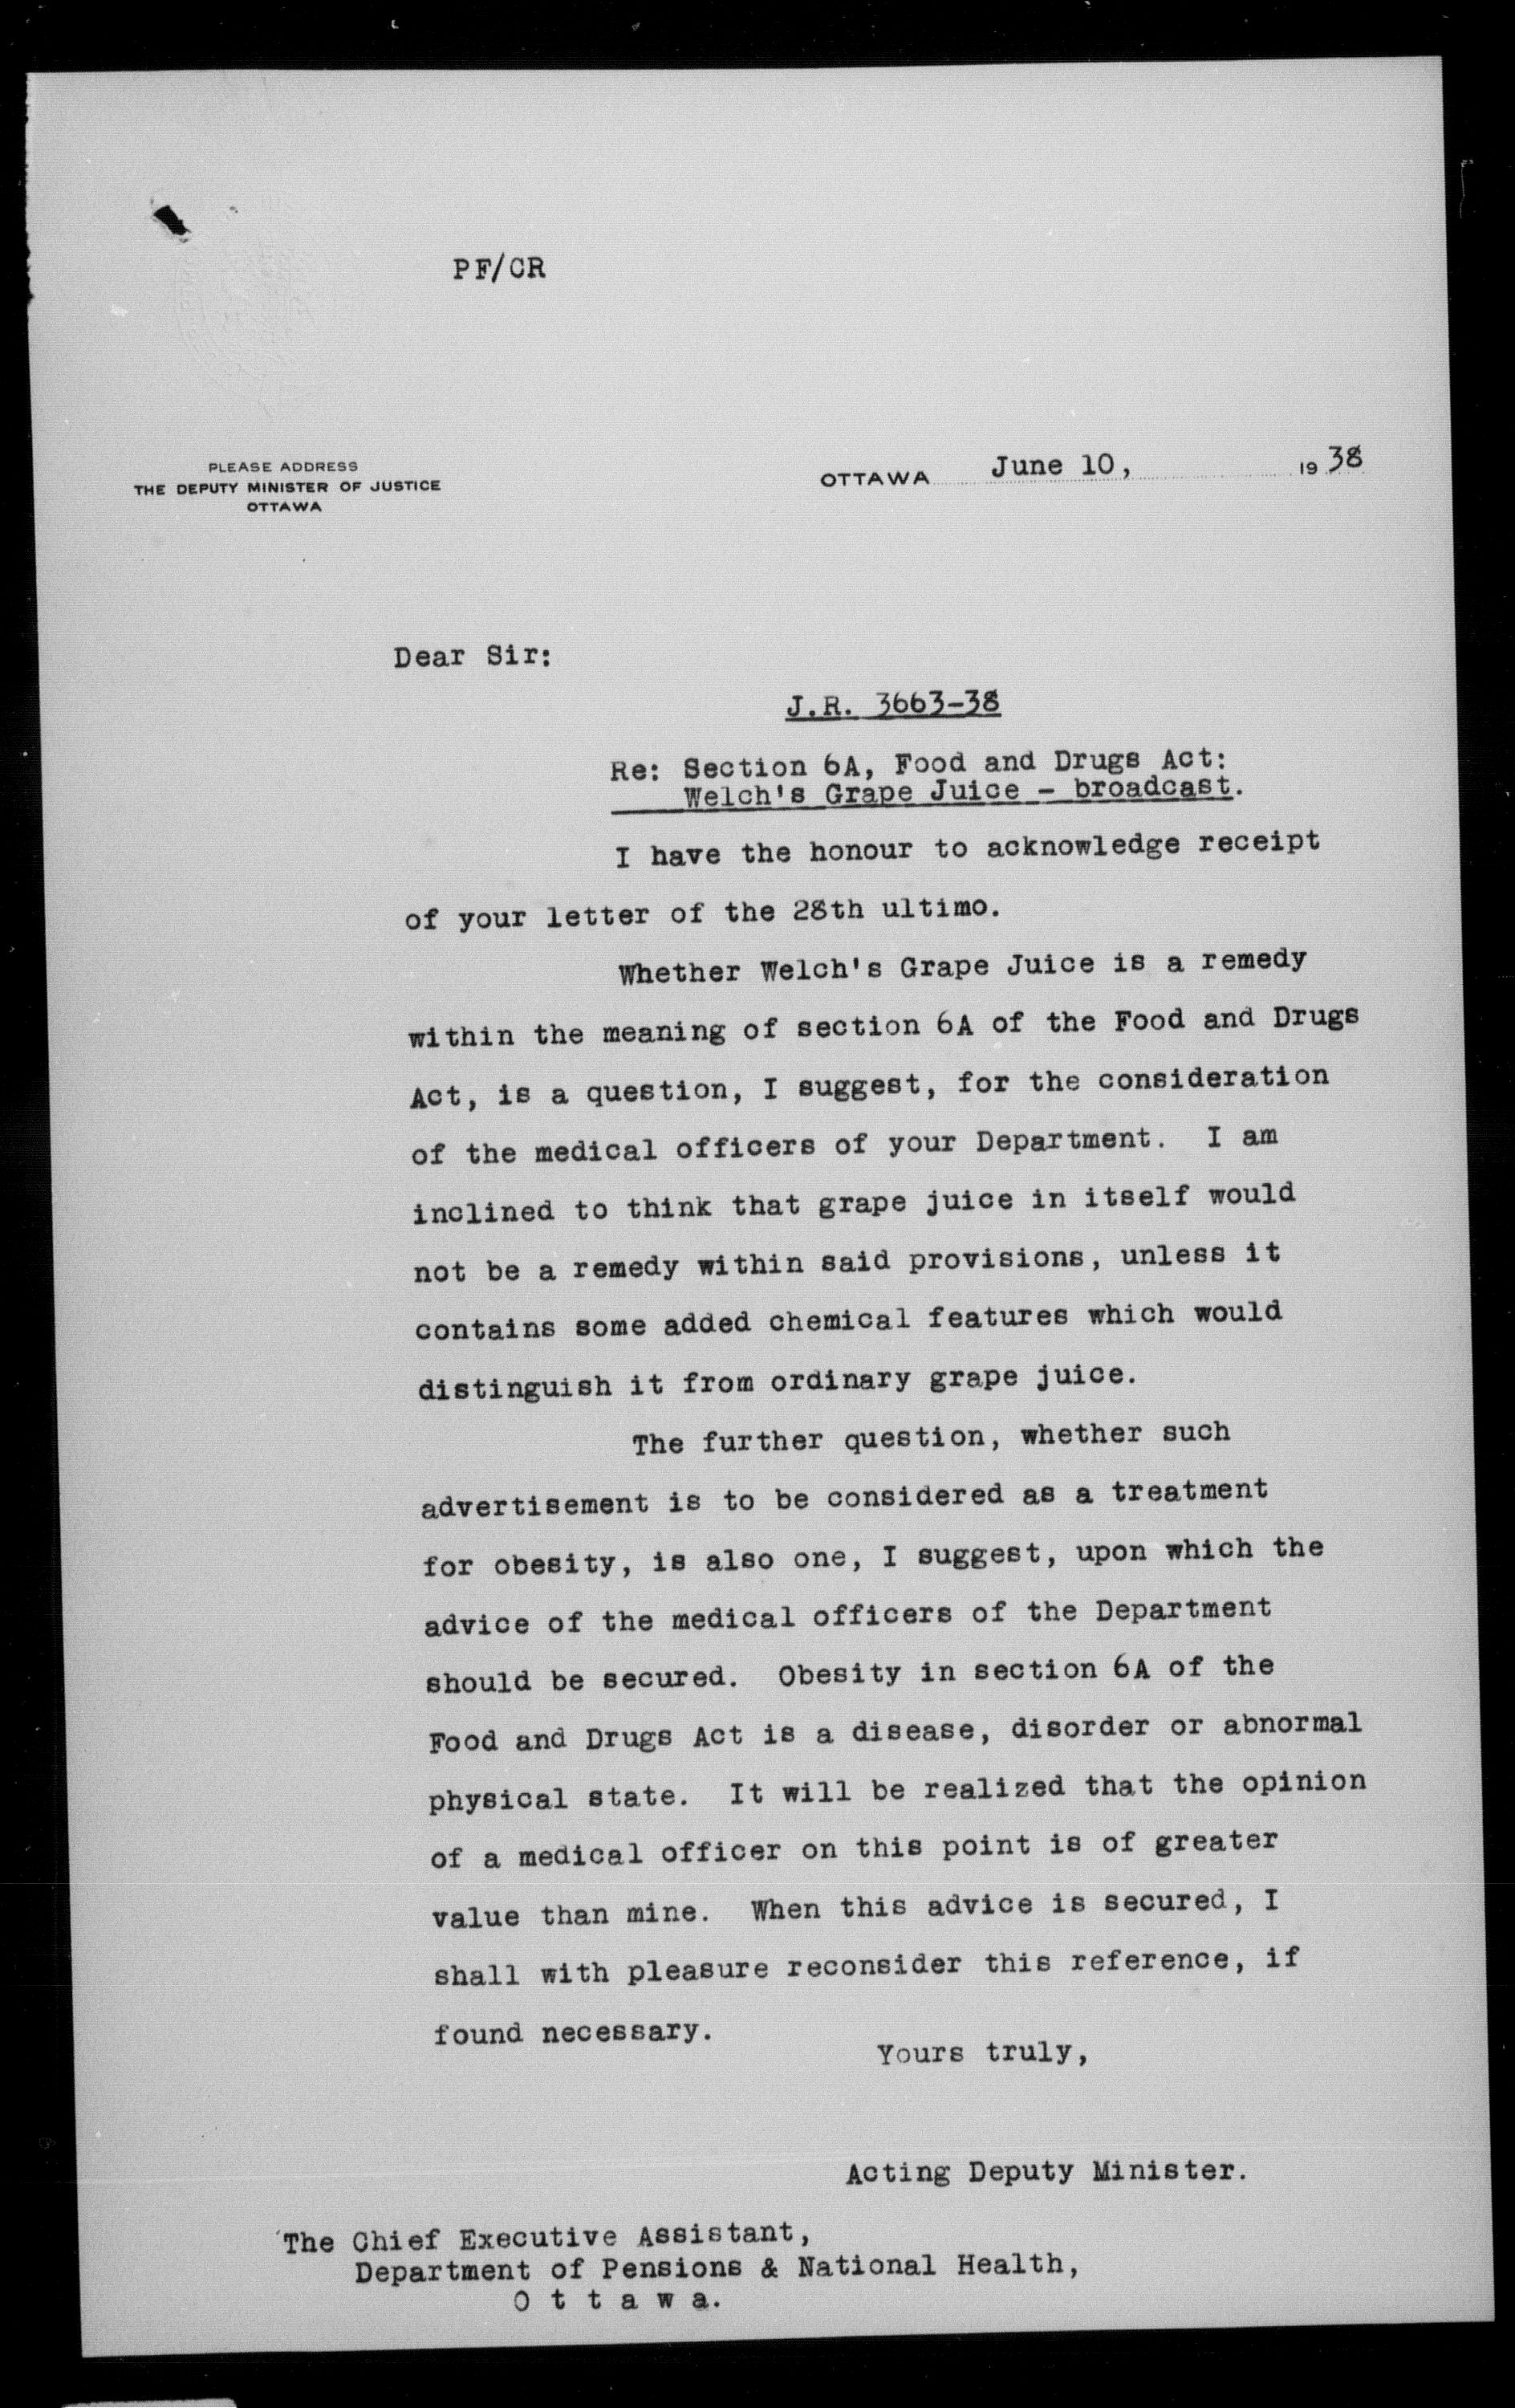 PF/CR
PLEASE ADDRESS
THE DEPUTY MINISTER OF JUSTICE
OTTAWA
OTTAWA June 10, 1938
Dear Sir:
J.R. 3663-38
Re: Section 6A, Food and Drugs Act:
Welch's Grape Juice - broadcast.
I have the honour to acknowledge receipt
of your letter of the 28th ultimo.
Whether Welch's Grape Juice is a remedy
within the meaning of section 6A of the Food and Drugs
Act, is a question, I suggest, for the consideration
of the medical officers of your Department. I am
inclined to think that grape juice in itself would
not be a remedy within said provisions, unless it
contains some added chemical features which would
distinguish it from ordinary grape juice.
The further question, whether such
advertisement is to be considered as a treatment
for obesity, is also one, I suggest, upon which the
advice of the medical officers of the Department
should be secured. Obesity in section 6A of the
Food and Drugs Act is a disease, disorder or abnormal
physical state. It will be realized that the opinion
of a medical officer on this point is of greater
value than mine. When this advice is secured, I
shall with pleasure reconsider this reference, if
found necessary.
Yours truly,
Acting Deputy Minister.
The Chief Executive Assistant,
Department of Pensions & National Health,
O t t a w a.